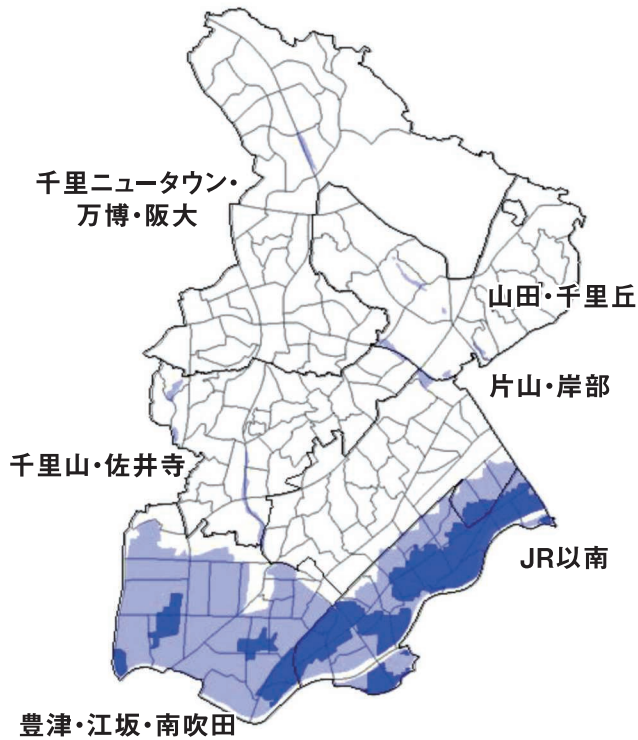 千里ニュータウン・
万博・阪大
山田・千里丘
片山・岸部
千里山・佐井寺
JR以南
豊津・江坂・南吹田